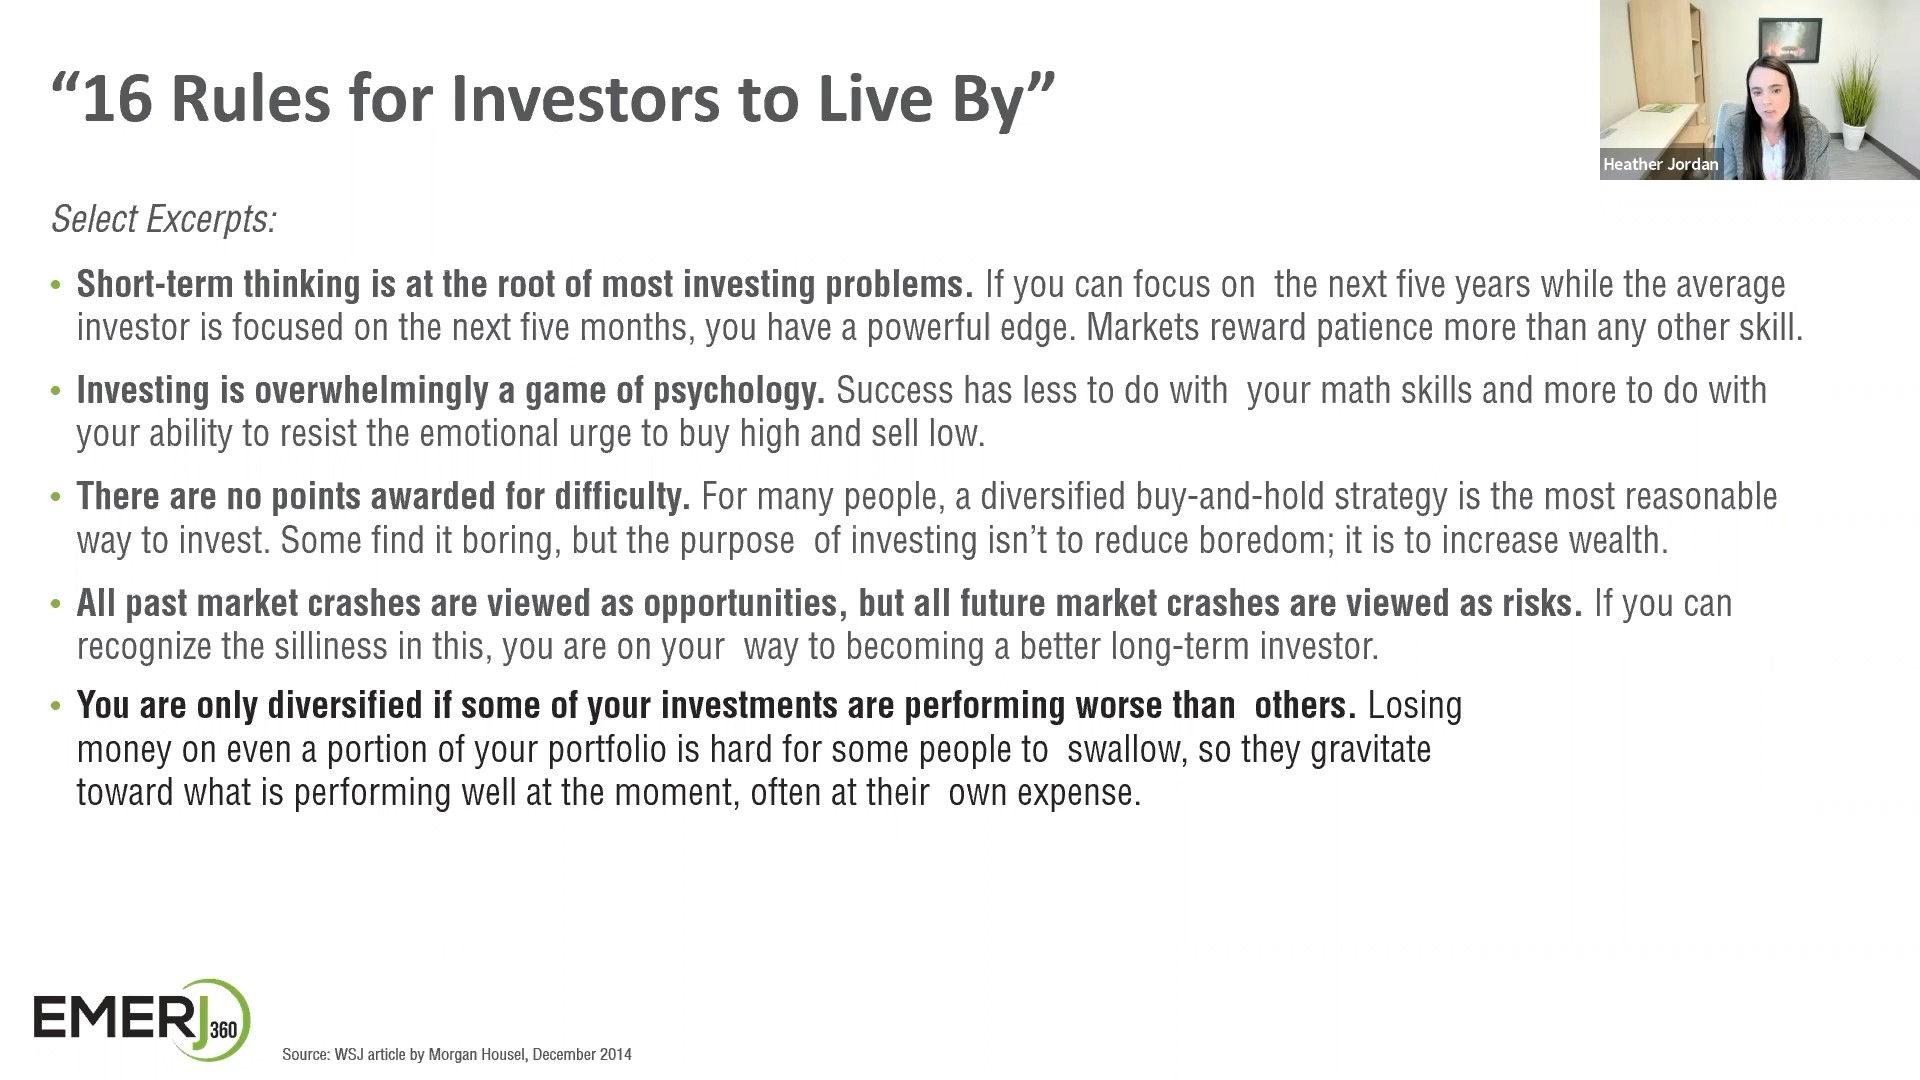 “16 Rules for Investors to Live By”
Heather Jordan
Select Excerpts:
• Short-term thinking is at the root of most investing problems. If you can focus on  the next five years while the average
investor is focused on the next five months, you have a powerful edge. Markets reward patience more than any other skill.
• Investing is overwhelmingly a game of psychology. Success has less to do with  your math skills and more to do with
your ability to resist the emotional urge to buy high and sell low.
• There are no points awarded for difficulty. For many people, a diversified buy-and-hold strategy is the most reasonable
way to invest. Some find it boring, but the purpose  of investing isn’t to reduce boredom; it is to increase wealth.
• All past market crashes are viewed as opportunities, but all future market crashes are viewed as risks. If you can
recognize the silliness in this, you are on your  way to becoming a better long-term investor.
• You are only diversified if some of your investments are performing worse than  others. Losing
money on even a portion of your portfolio is hard for some people to  swallow, so they gravitate
toward what is performing well at the moment, often at their  own expense.
EMERJ 360
Source: WSJ article by Morgan Housel, December 2014